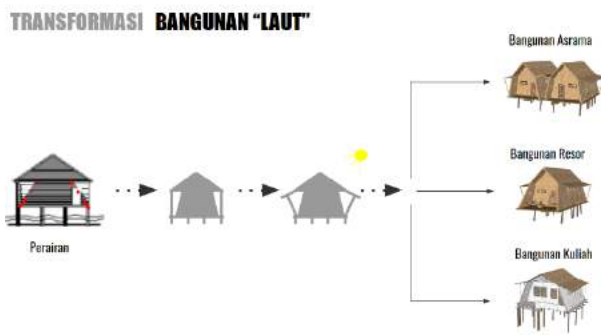 TRANSFORMASI BANGUNAN “LAUT”
Bangunan Asrama
Bangunan Resor
Perairan
Bangunan Kuliah